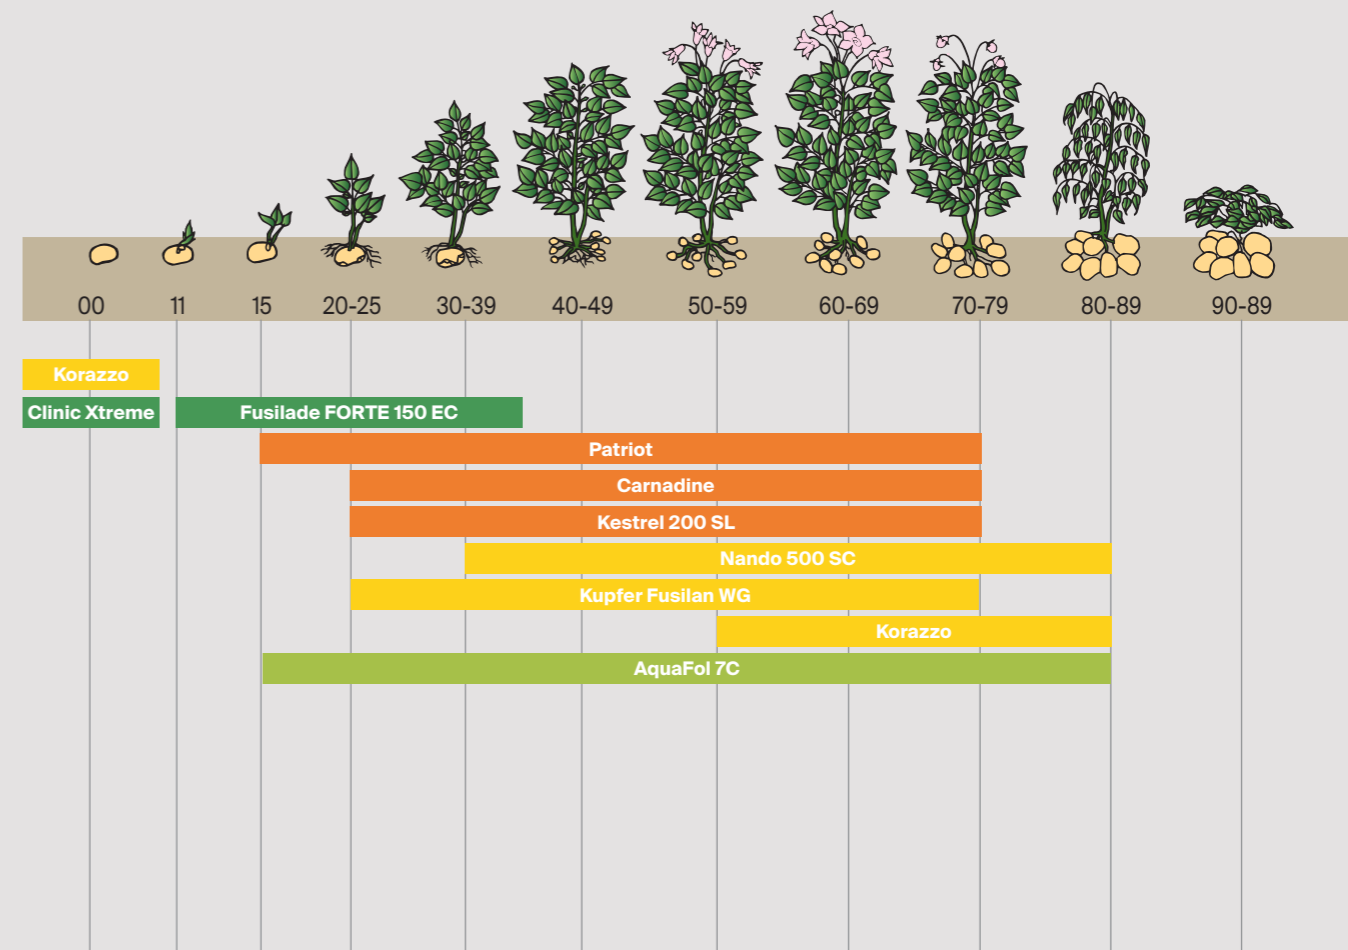 00 11 15 20-25 30-39 40-49 50-59 60-69 70-79 80-89 90-89
Korazzo
Clinic Xtreme Fusilade FORTE 150 EC
Patriot
Carnadine
Kestrel 200 SL
Nando 500 SC
Kupfer Fusilan WG
Korazzo
AquaFol 7C